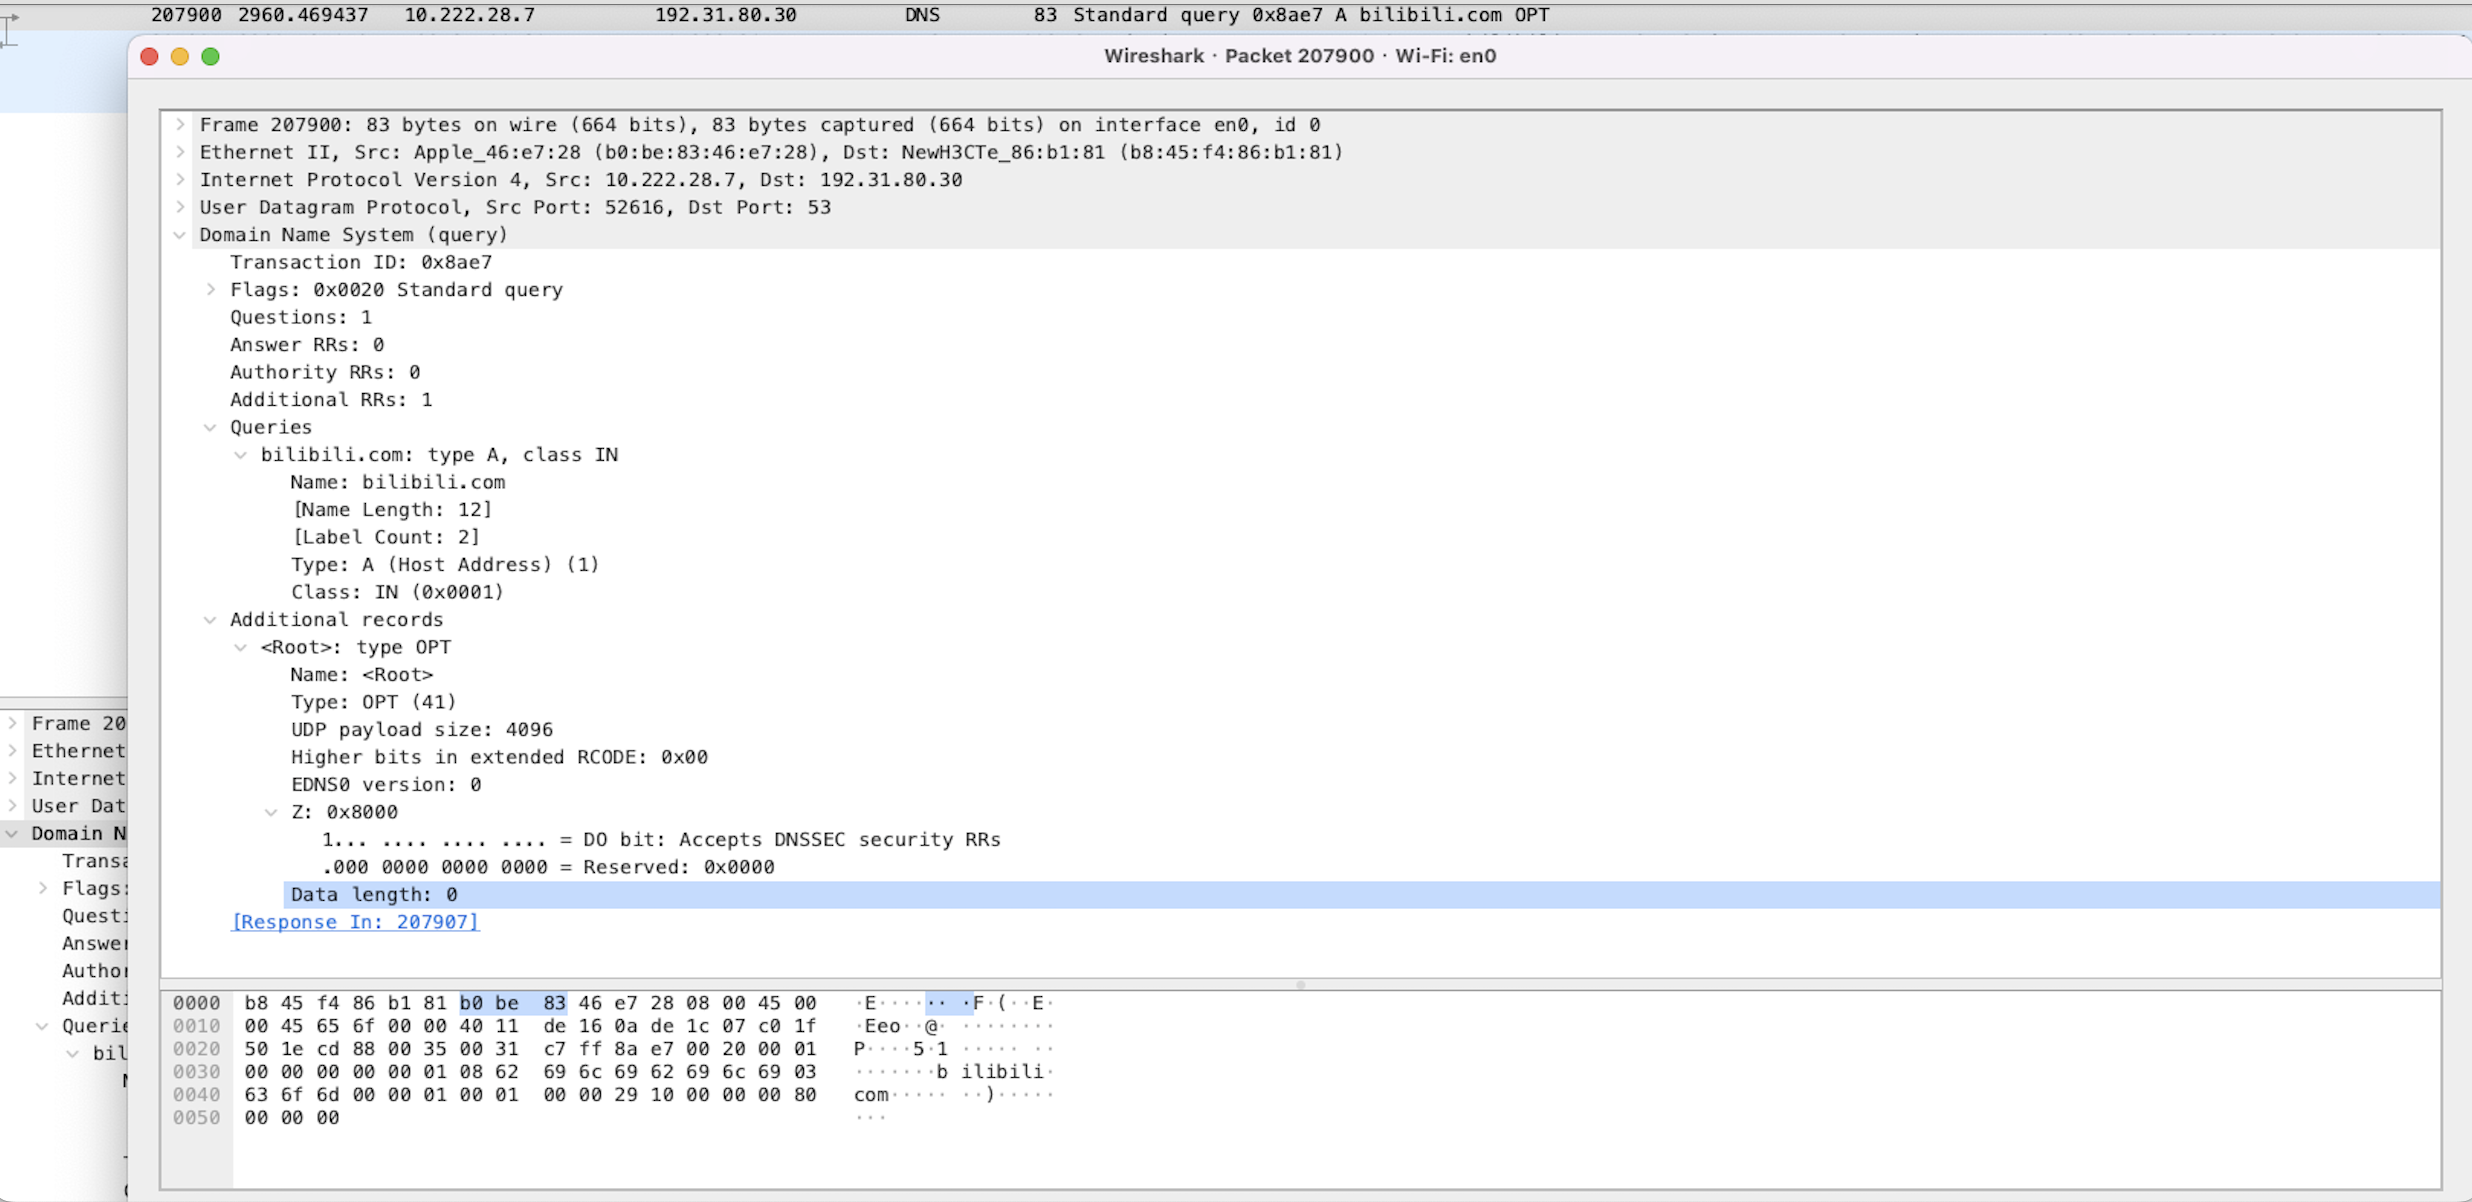 207900 2960.469437 10.222.28.7 192.31.80.30 DNS 83 Standard query 0x8ae7 A bilibili.com OPT
Wireshark · Packet 207900 · Wi-Fi: en0
Frame 207900: 83 bytes on wire (664 bits), 83 bytes captured (664 bits) on interface en0, id 0
Ethernet II, Src: Apple_46:e7:28 (b0:be:83:46:e7:28), Dst: NewH3CTe_86:b1:81 (b8:45:f4:86:b1:81)
Internet Protocol Version 4, Src: 10.222.28.7, Dst: 192.31.80.30
User Datagram Protocol, Src Port: 52616, Dst Port: 53
Domain Name System (query)
Transaction ID: 0x8ae7
Flags: 0x0020 Standard query
Questions: 1
Answer RRs: 0
Authority RRs: 0
Additional RRs: 1
Queries
bilibili.com: type A, class IN
Name: bilibili.com
[Name Length: 12]
[Label Count: 2]
Type: A (Host Address) (1)
Class: IN (0x0001)
Additional records
<Root>: type OPT
Name: <Root>
Type: OPT (41)
UDP payload size: 4096
Higher bits in extended RCODE: 0x00
EDNS0 version: 0
Z: 0x8000
1... .... .... .... = DO bit: Accepts DNSSEC security RRs
.000 0000 0000 0000 = Reserved: 0x0000
Data length: 0
[Response In: 207907]
0000 b8 45 f4 86 b1 81 b0 be 83 46 e7 28 08 00 45 00 ·E···· ·· ·F·(··E·
0010 00 45 65 6f 00 00 40 11 de 16 0a de 1c 07 c0 1f ·Eeo··@· ········
0020 50 1e cd 88 00 35 00 31 c7 ff 8a e7 00 20 00 01 P····5·1 ····· ··
0030 00 00 00 00 00 01 08 62 69 6c 69 62 69 6c 69 03 ·······b ilibili·
0040 63 6f 6d 00 00 01 00 01 00 00 29 10 00 00 00 80 com····· ··)·····
0050 00 00 00 ···
Frame 20
Ethernet
Internet
User Dat
Domain N
Transa
Flags:
Questi
Answer
Author
Additi
Querie
bil